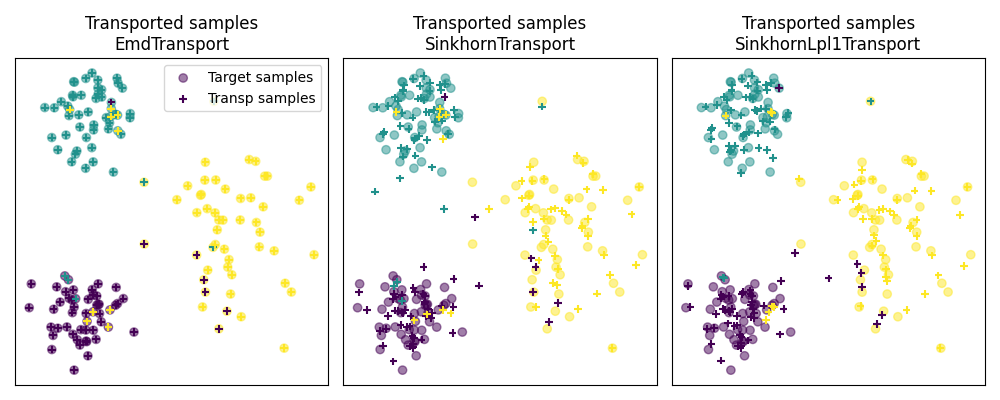 Transported samples
EmdTransport
Target samples
Transp samples
Transported samples
SinkhornTransport
Transported samples
SinkhornLpl1Transport